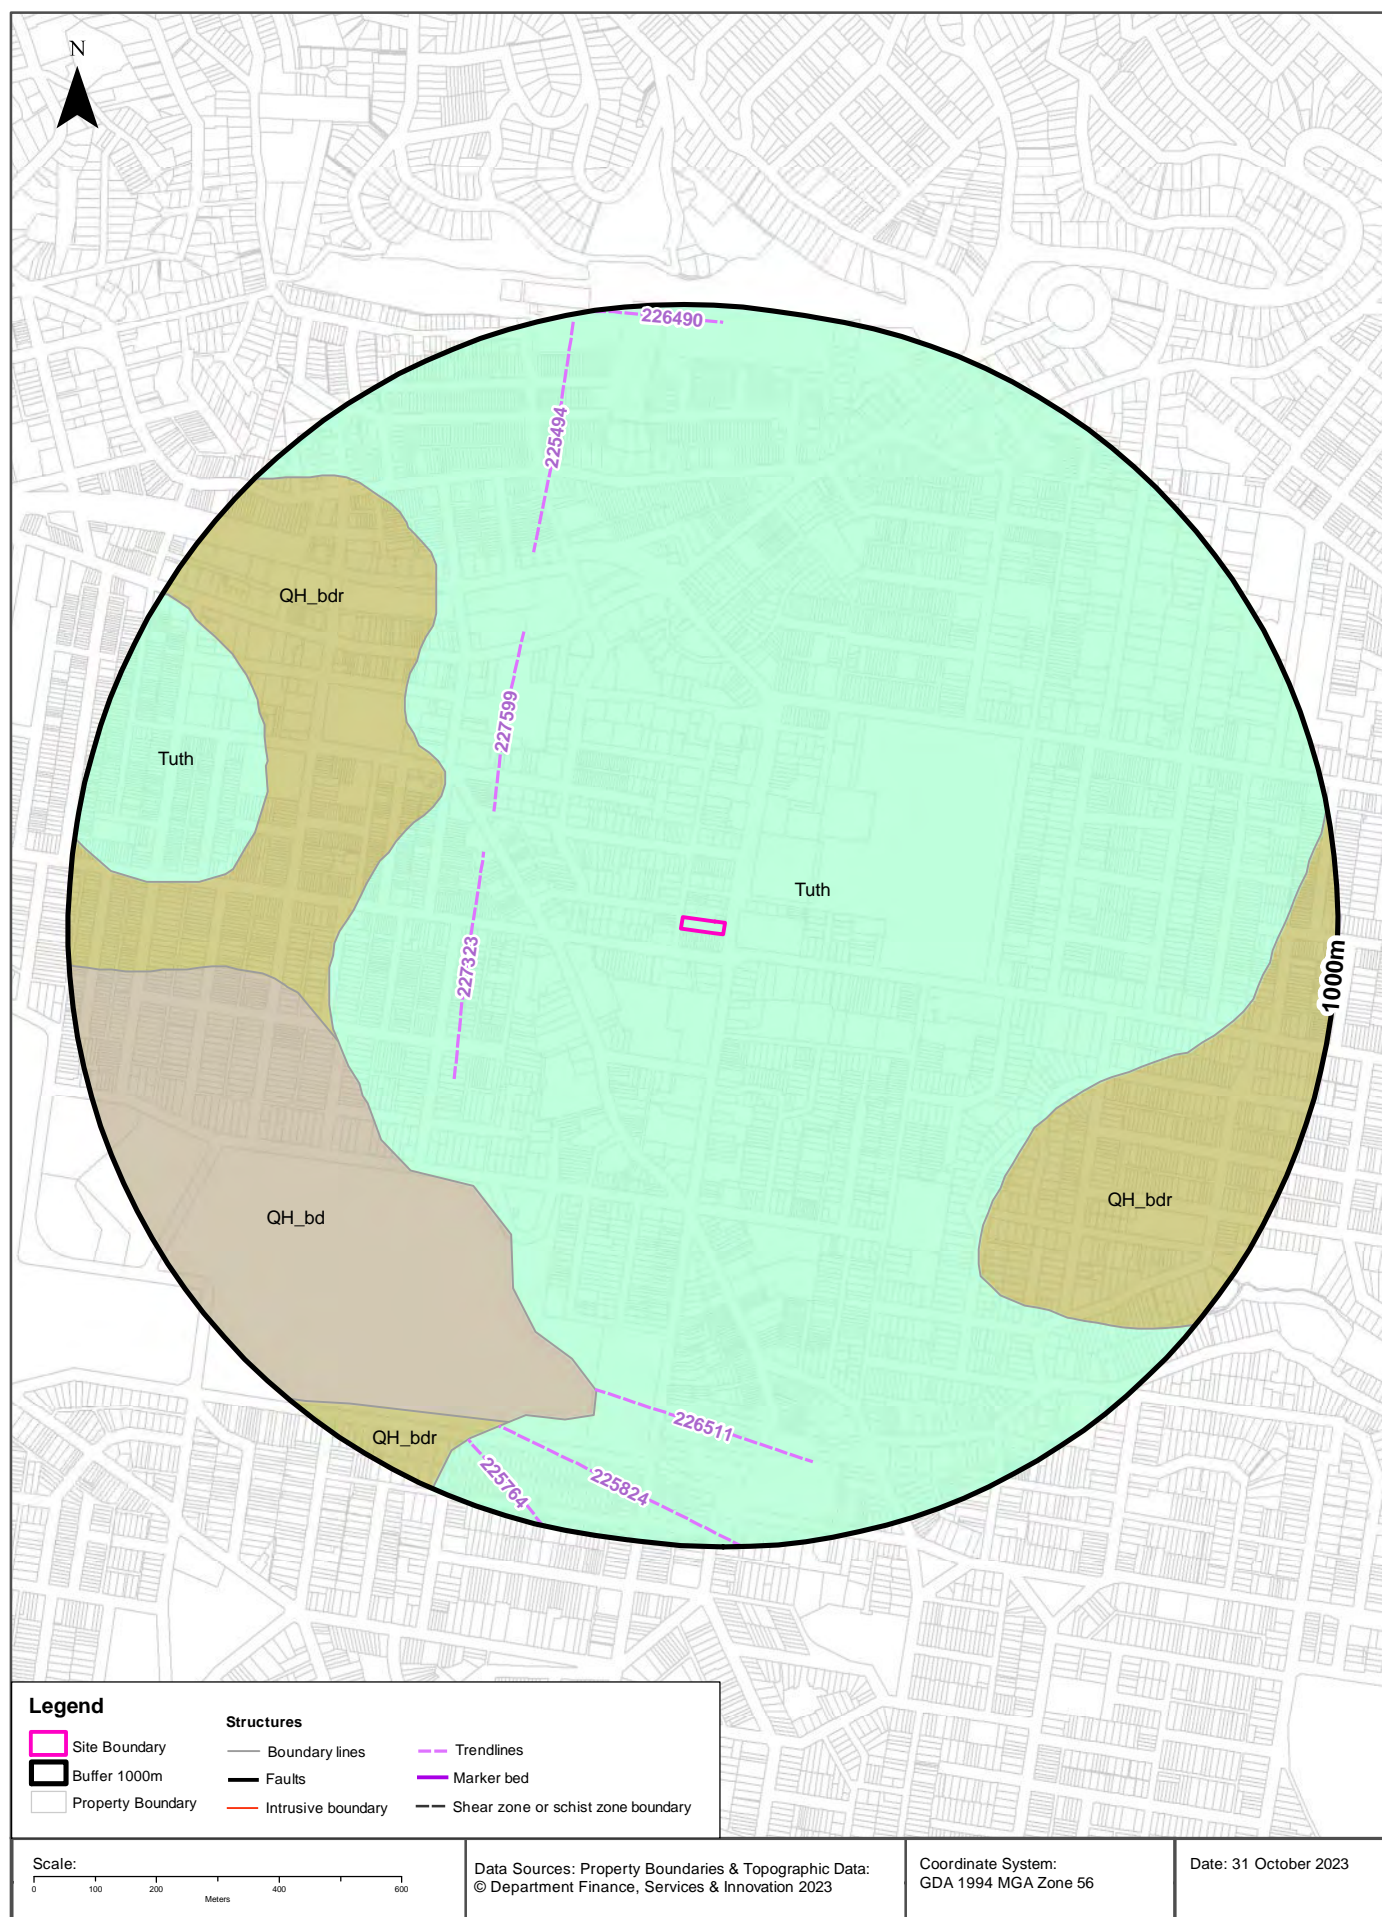 N
226490
225494
QH_bdr
227599
Tuth
Tuth
227323
1000m
QH_bdr
QH_bd
226511
QH_bdr
225764
225824
Legend
Site Boundary
Buffer 1000m
Property Boundary
Structures
Boundary lines
Faults
Intrusive boundary
Trendlines
Marker bed
Shear zone or schist zone boundary
Scale:
0 100 200 400 600
Meters
Data Sources: Property Boundaries & Topographic Data:
© Department Finance, Services & Innovation 2023
Coordinate System:
GDA 1994 MGA Zone 56
Date: 31 October 2023